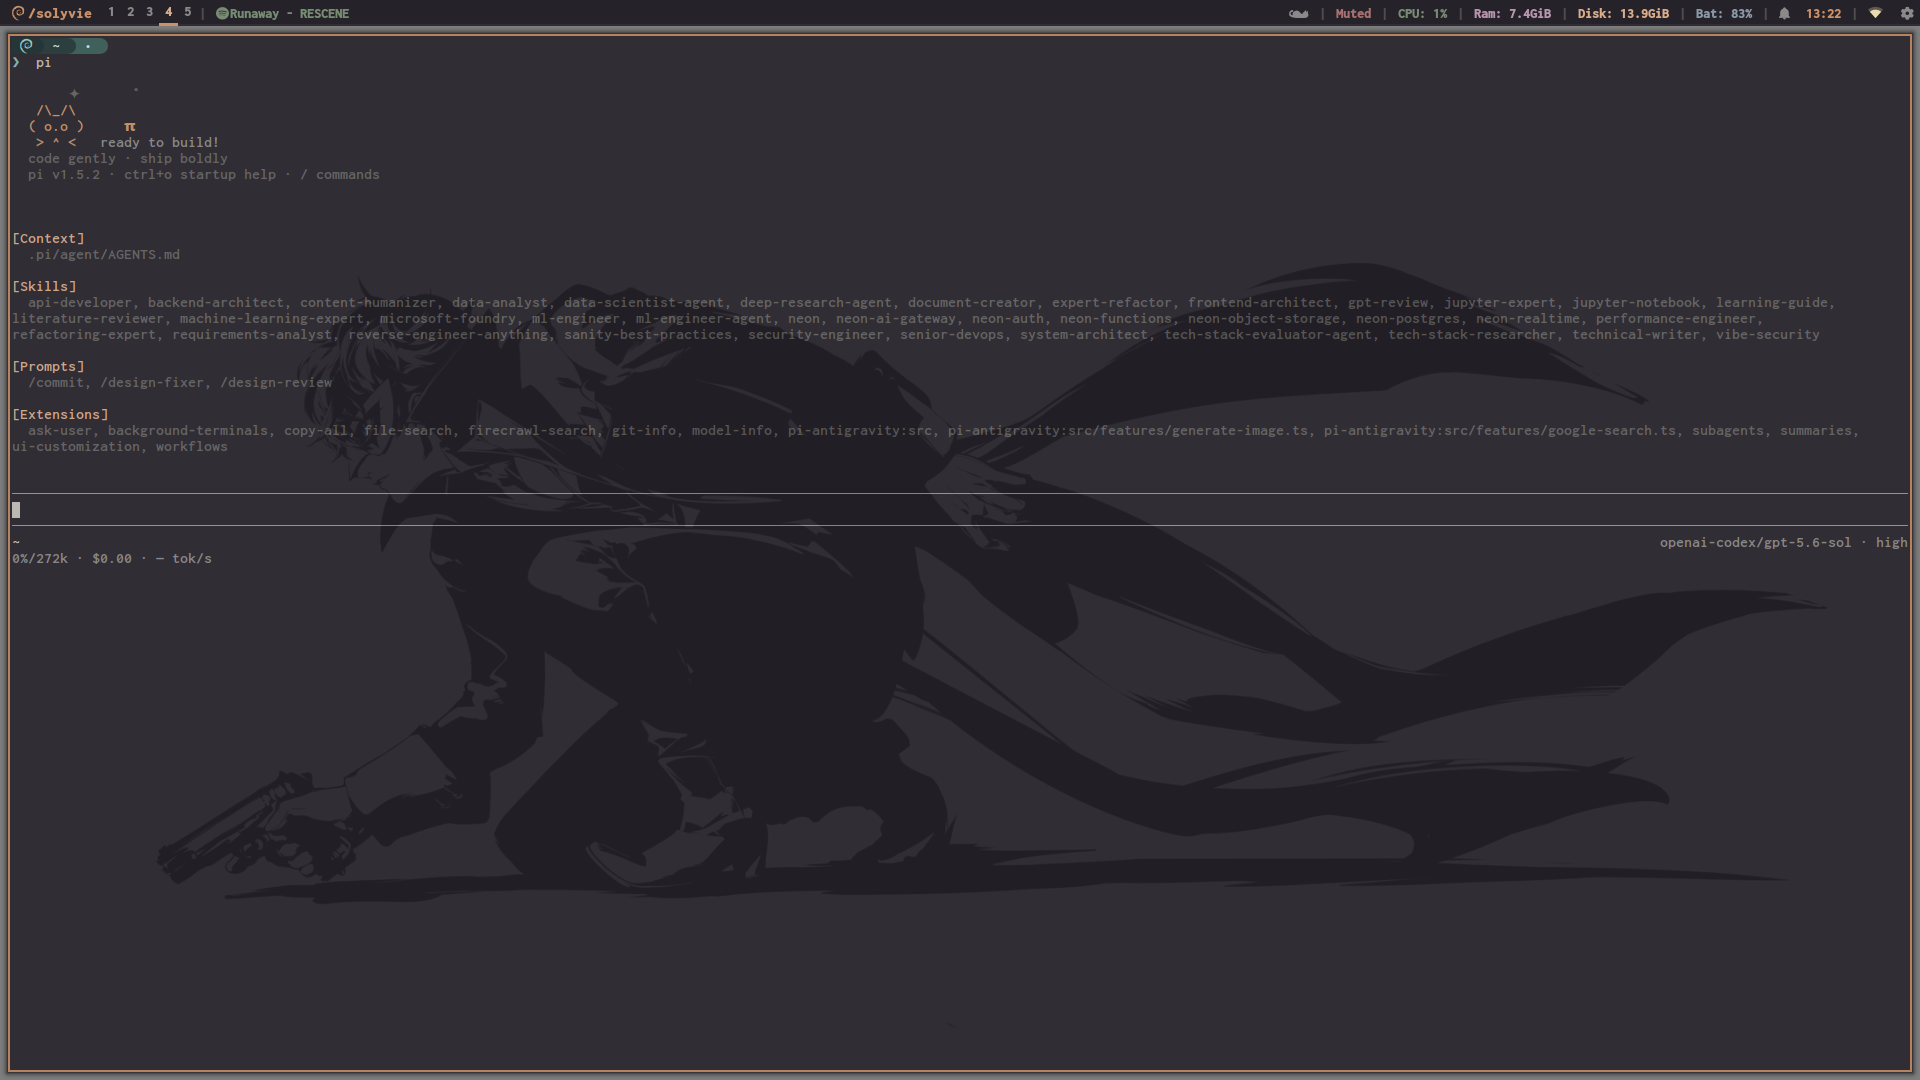 /solyvie 1 2 3 4 5 | Runaway - RESCENE | Muted | CPU: 1% | Ram: 7.4GiB | Disk: 13.9GiB | Bat: 83% | 13:22 |
~ ·
❯ pi
✦ ·
/\_/\
( o.o ) π
> ^ < ready to build!
code gently · ship boldly
pi v1.5.2 · ctrl+o startup help · / commands
[Context]
.pi/agent/AGENTS.md
[Skills]
api-developer, backend-architect, content-humanizer, data-analyst, data-scientist-agent, deep-research-agent, document-creator, expert-refactor, frontend-architect, gpt-review, jupyter-expert, jupyter-notebook, learning-guide,
literature-reviewer, machine-learning-expert, microsoft-foundry, ml-engineer, ml-engineer-agent, neon, neon-ai-gateway, neon-auth, neon-functions, neon-object-storage, neon-postgres, neon-realtime, performance-engineer,
refactoring-expert, requirements-analyst, reverse-engineer-anything, sanity-best-practices, security-engineer, senior-devops, system-architect, tech-stack-evaluator-agent, tech-stack-researcher, technical-writer, vibe-security
[Prompts]
/commit, /design-fixer, /design-review
[Extensions]
ask-user, background-terminals, copy-all, file-search, firecrawl-search, git-info, model-info, pi-antigravity:src, pi-antigravity:src/features/generate-image.ts, pi-antigravity:src/features/google-search.ts, subagents, summaries,
ui-customization, workflows
~ openai-codex/gpt-5.6-sol · high
0%/272k · $0.00 · — tok/s